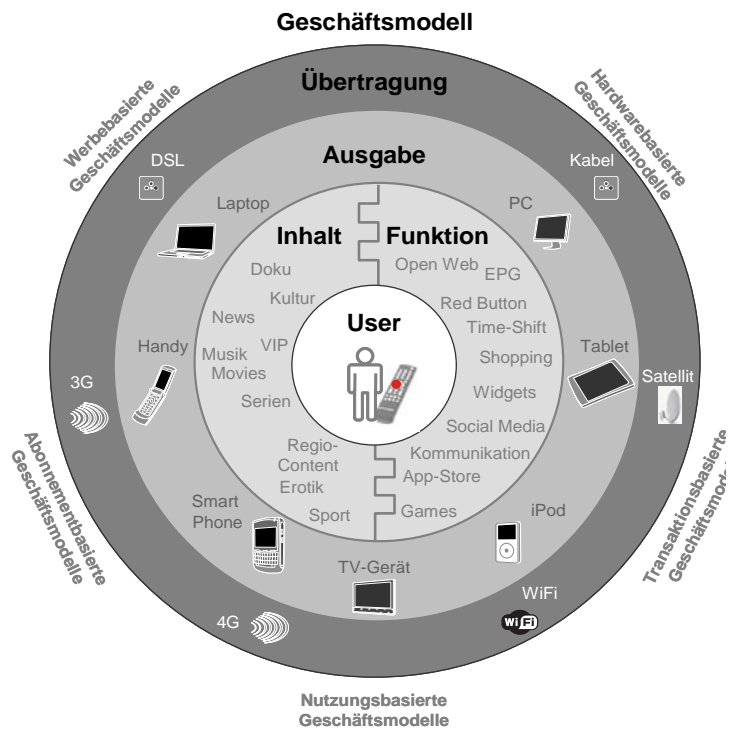 Geschäftsmodell
Übertragung
Werbebasierte
Geschäftsmodelle
Hardwarebasierte
Geschäftsmodelle
DSL
Kabel
Ausgabe
Laptop
PC
Inhalt
Funktion
Doku
Kultur
News
VIP
Musik
Movies
Serien
Regio-
Content
Erotik
Sport
Open Web
EPG
Red Button
Time-Shift
Shopping
Widgets
Social Media
Kommunikation
App-Store
Games
User
Handy
Tablet
3G
Satellit
Abonnementbasierte
Geschäftsmodelle
Transaktionsbasierte
Geschäftsmodel
Smart
Phone
iPod
TV-Gerät
WiFi
WiFi
4G
Nutzungsbasierte
Geschäftsmodelle